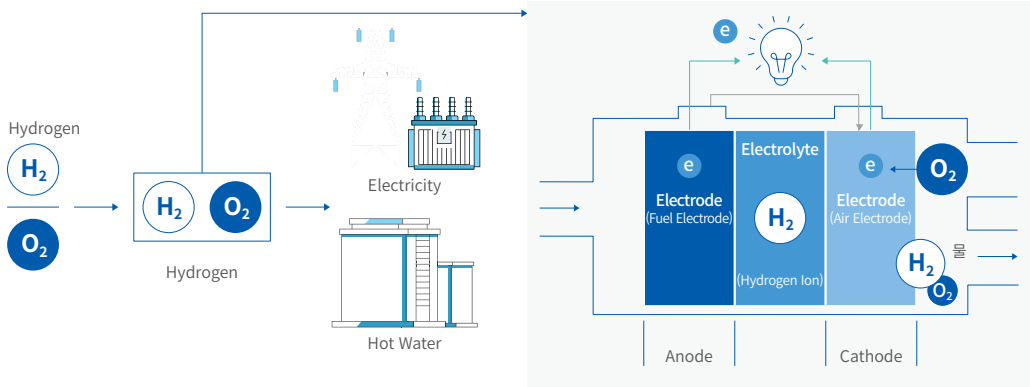 Hydrogen
H2
O2
H2
O2
Hydrogen
Electricity
Hot Water
e
e
Electrode
(Fuel Electrode)
Electrolyte
H2
(Hydrogen Ion)
e
Electrode
(Air Electrode)
O2
H2
O2
물
Anode
Cathode